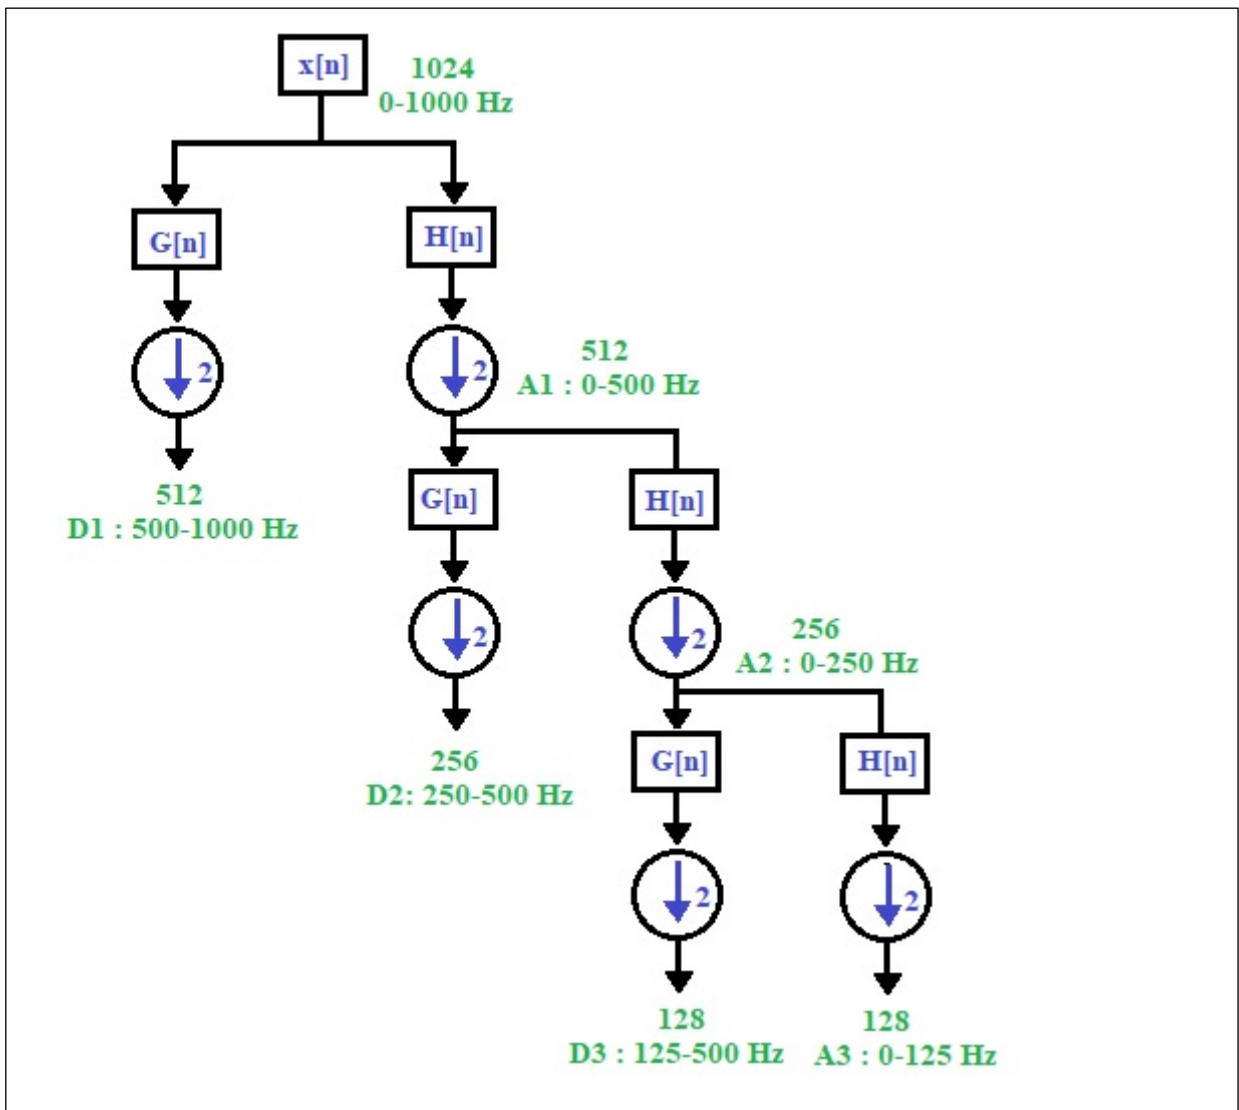 x[n]
1024
0-1000 Hz
G[n]
H[n]
2
2
512
A1 : 0-500 Hz
512
D1 : 500-1000 Hz
G[n]
H[n]
2
2
256
A2 : 0-250 Hz
256
D2: 250-500 Hz
G[n]
H[n]
2
2
128
D3 : 125-500 Hz
128
A3 : 0-125 Hz